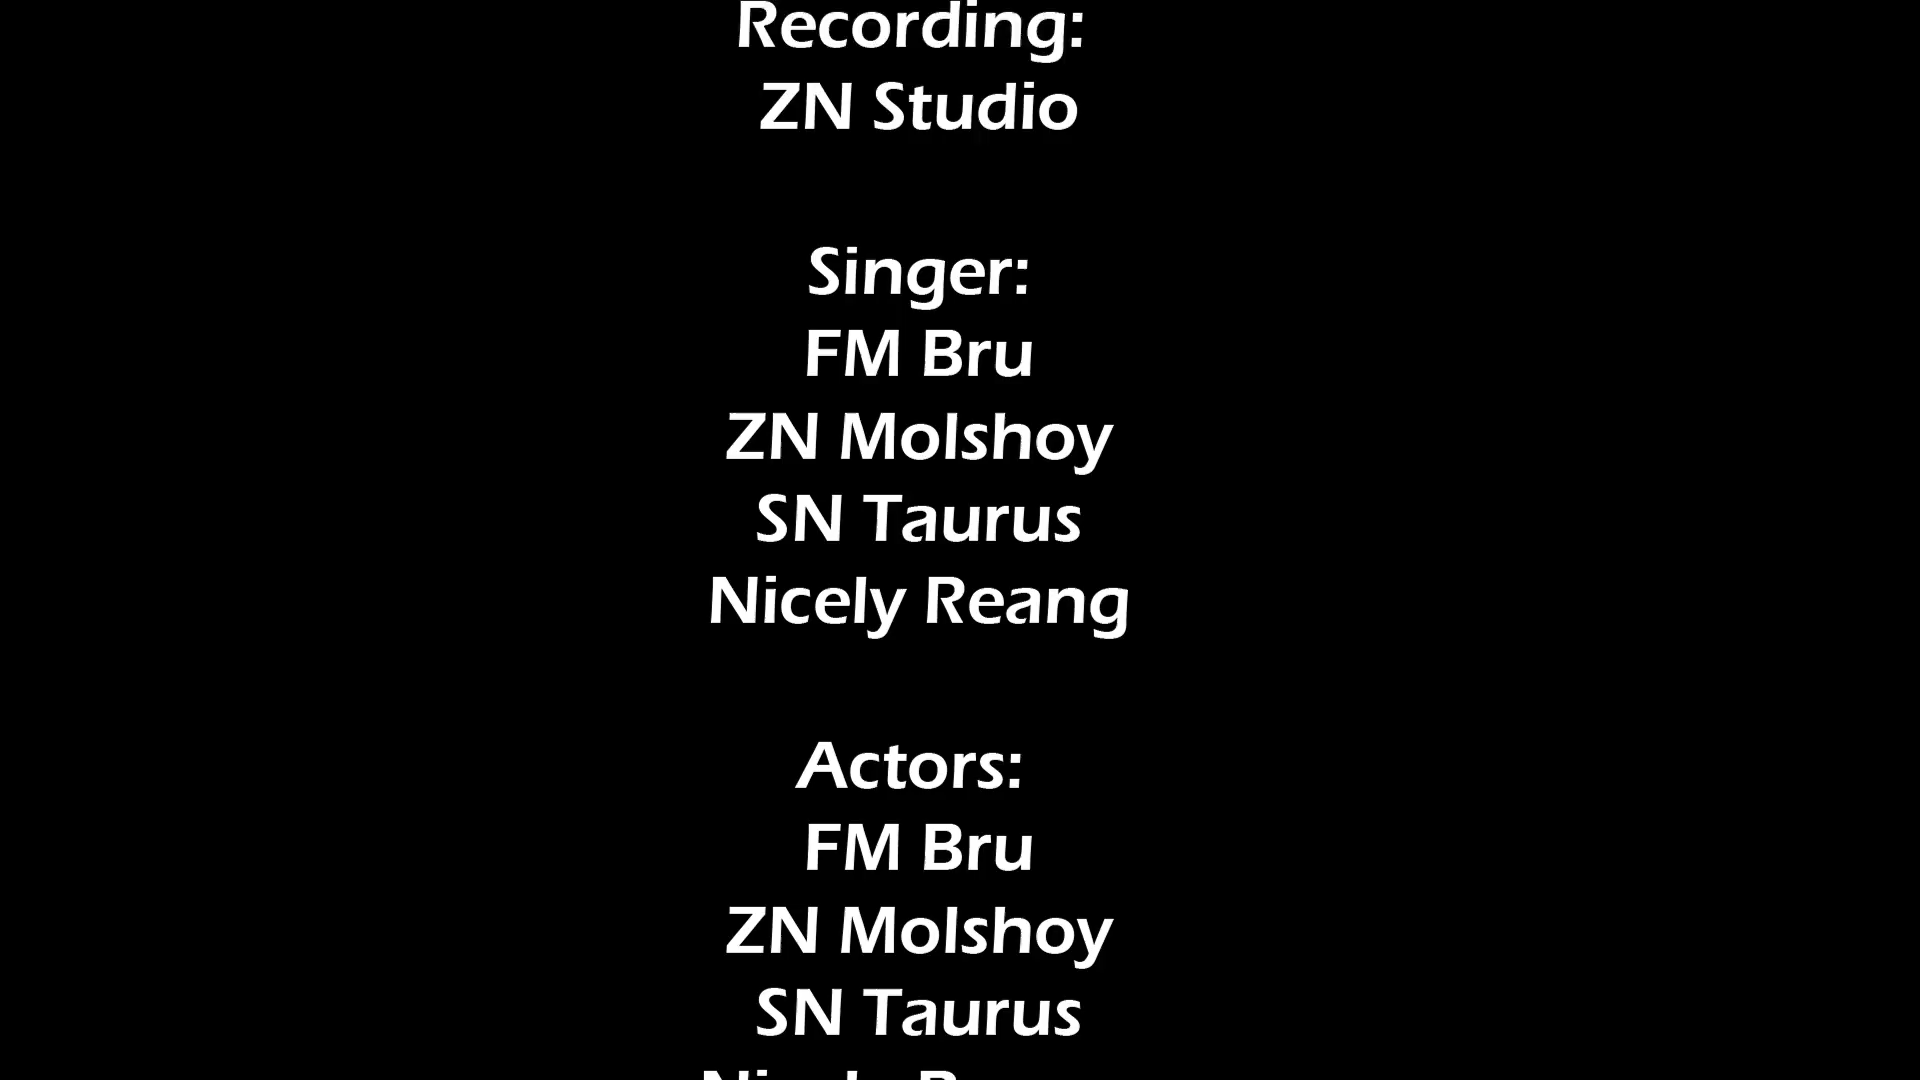 Recording:
ZN Studio
Singer:
FM Bru
ZN Molshoy
SN Taurus
Nicely Reang
Actors:
FM Bru
ZN Molshoy
SN Taurus